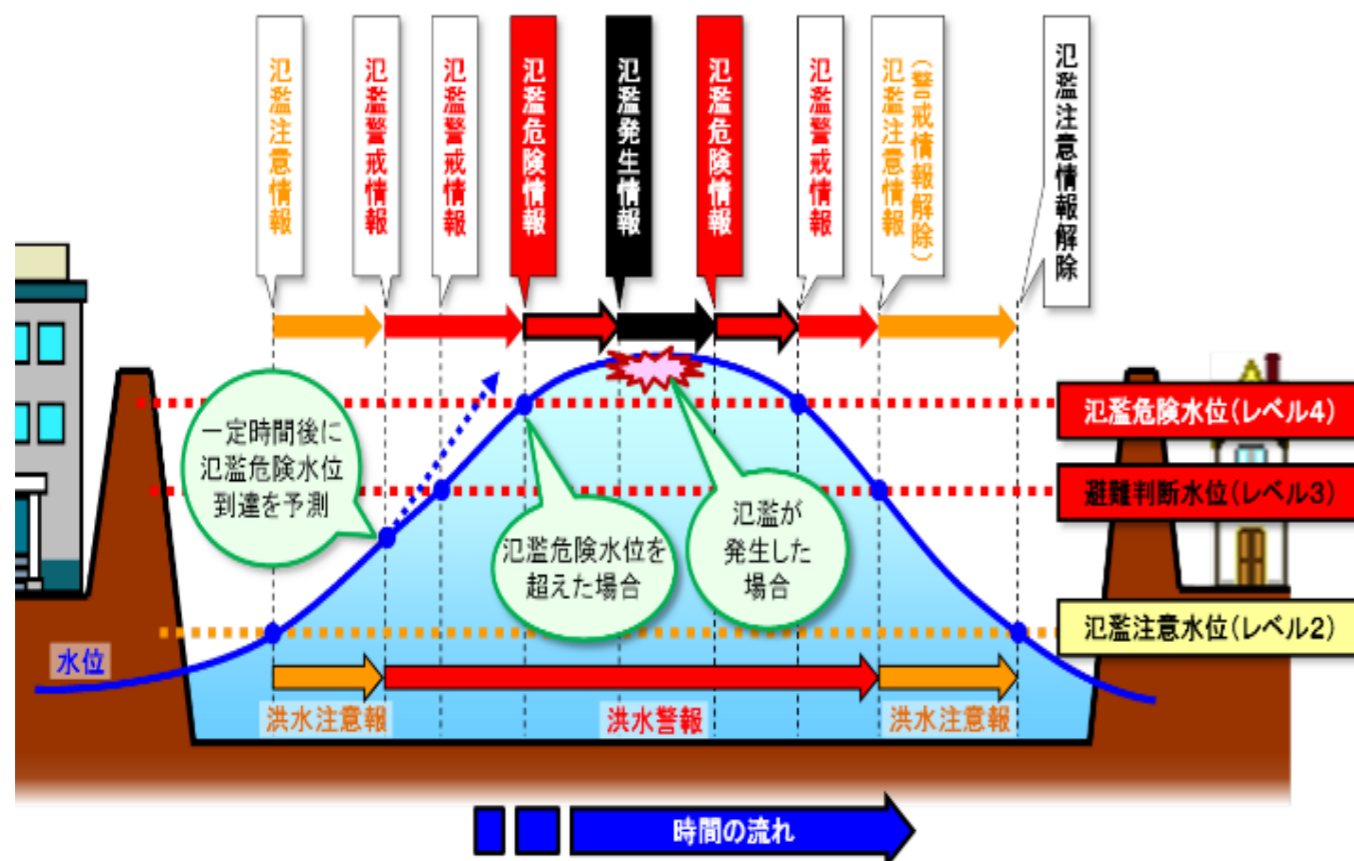 氾濫注意情報
氾濫警戒情報
氾濫警戒情報
氾濫危険情報
氾濫発生情報
氾濫危険情報
氾濫警戒情報
(警戒情報解除)
氾濫注意情報
氾濫注意情報解除
一定時間後に
氾濫危険水位
到達を予測
氾濫危険水位を
超えた場合
氾濫が
発生した
場合
氾濫危険水位(レベル4)
避難判断水位(レベル3)
氾濫注意水位(レベル2)
水位
洪水注意報
洪水警報
洪水注意報
時間の流れ